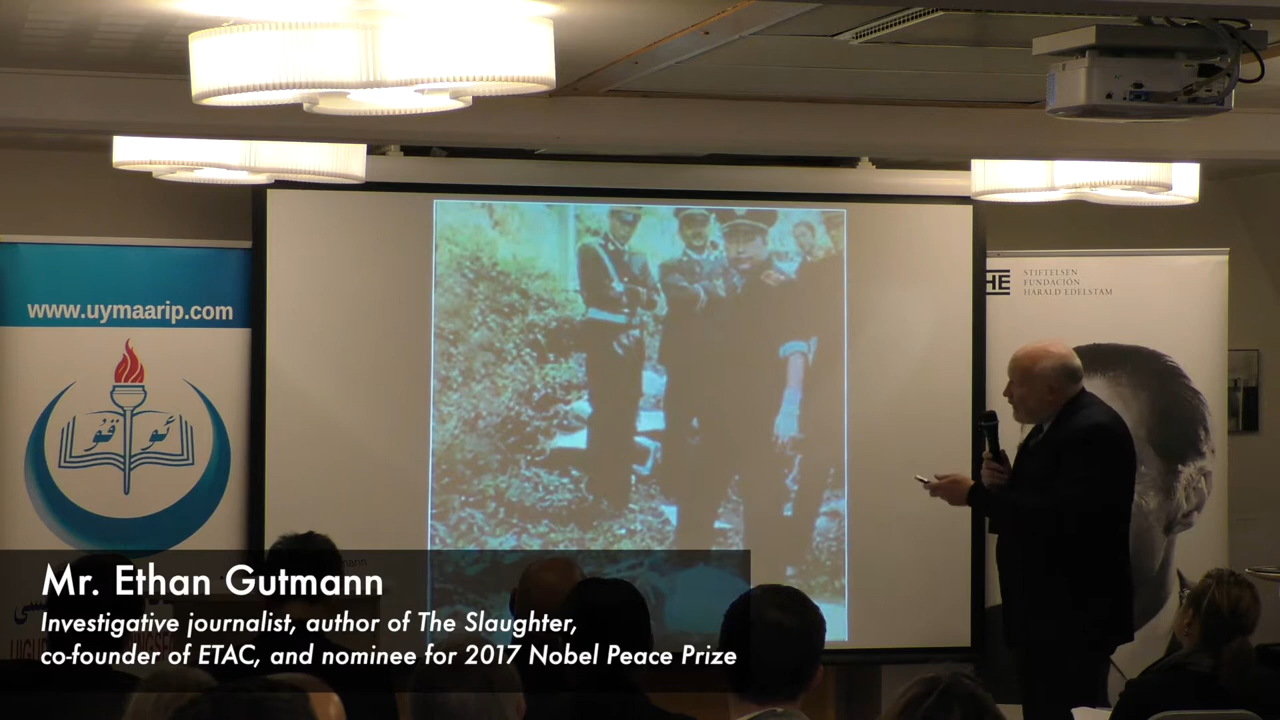 www.uymaarip.com
ئو
قۇ
HE
STIFTELSEN
FUNDACIÓN
HARALD EDELSTAM
Mr. Ethan Gutmann
Investigative journalist, author of The Slaughter,
co-founder of ETAC, and nominee for 2017 Nobel Peace Prize